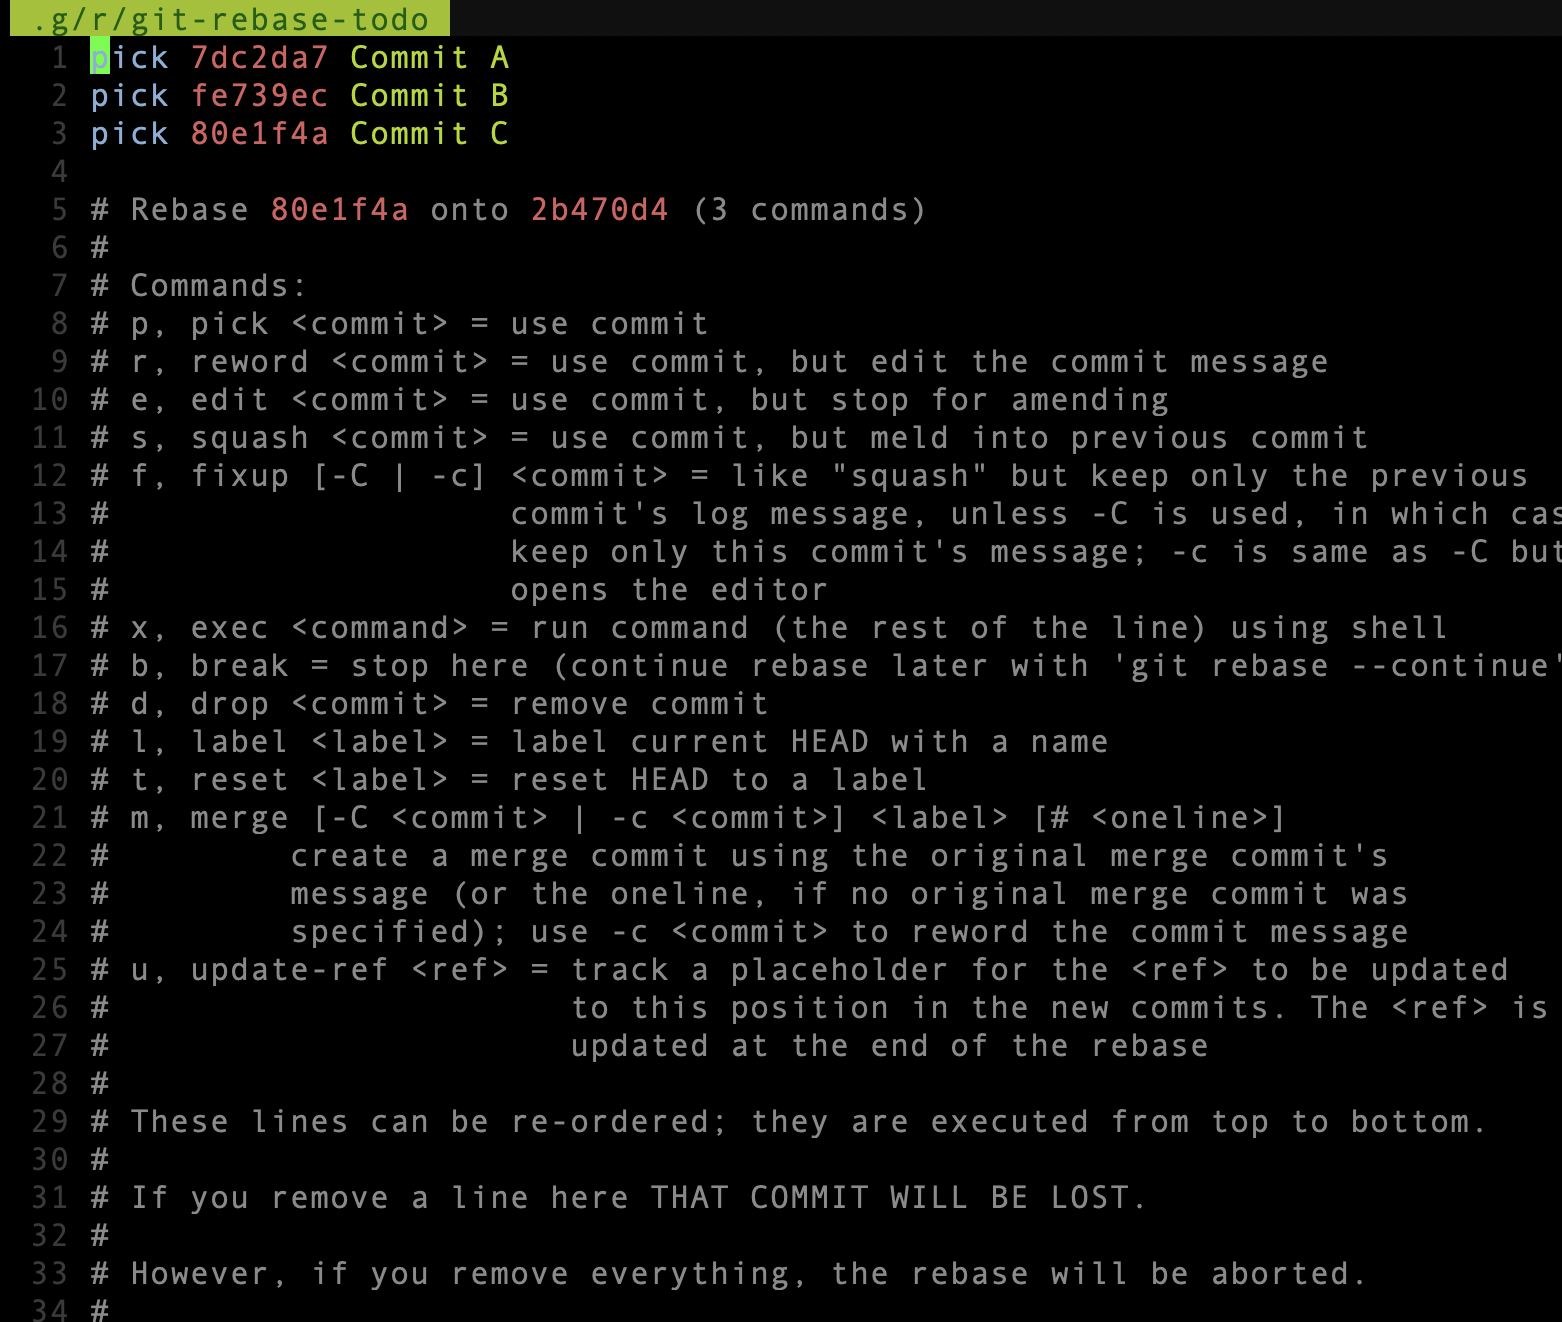 .g/r/git-rebase-todo
1 pick 7dc2da7 Commit A
2 pick fe739ec Commit B
3 pick 80e1f4a Commit C
4
5 # Rebase 80e1f4a onto 2b470d4 (3 commands)
6 #
7 # Commands:
8 # p, pick <commit> = use commit
9 # r, reword <commit> = use commit, but edit the commit message
10 # e, edit <commit> = use commit, but stop for amending
11 # s, squash <commit> = use commit, but meld into previous commit
12 # f, fixup [-C | -c] <commit> = like "squash" but keep only the previous
13 #                    commit's log message, unless -C is used, in which cas
14 #                    keep only this commit's message; -c is same as -C but
15 #                    opens the editor
16 # x, exec <command> = run command (the rest of the line) using shell
17 # b, break = stop here (continue rebase later with 'git rebase --continue'
18 # d, drop <commit> = remove commit
19 # l, label <label> = label current HEAD with a name
20 # t, reset <label> = reset HEAD to a label
21 # m, merge [-C <commit> | -c <commit>] <label> [# <oneline>]
22 #         create a merge commit using the original merge commit's
23 #         message (or the oneline, if no original merge commit was
24 #         specified); use -c <commit> to reword the commit message
25 # u, update-ref <ref> = track a placeholder for the <ref> to be updated
26 #                       to this position in the new commits. The <ref> is
27 #                       updated at the end of the rebase
28 #
29 # These lines can be re-ordered; they are executed from top to bottom.
30 #
31 # If you remove a line here THAT COMMIT WILL BE LOST.
32 #
33 # However, if you remove everything, the rebase will be aborted.
34 #